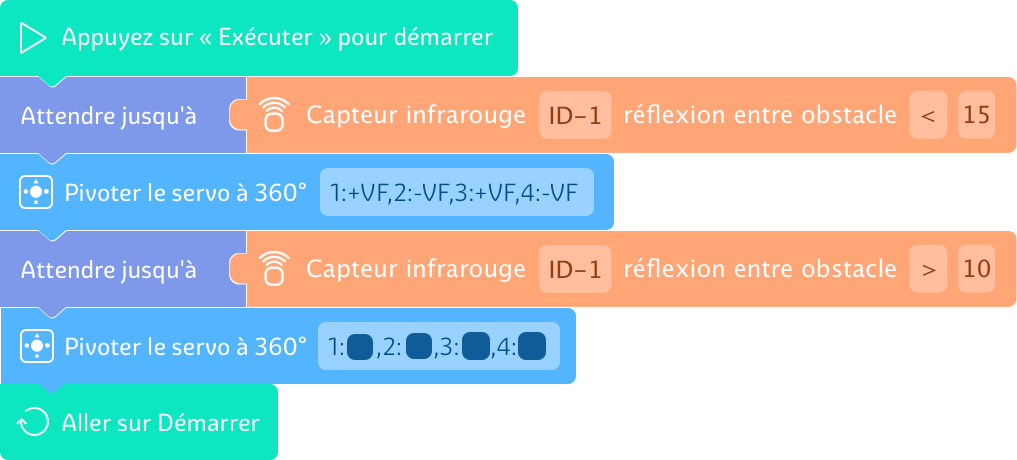 Appuyez sur « Exécuter » pour démarrer
Attendre jusqu'à Capteur infrarouge ID-1 réflexion entre obstacle < 15
Pivoter le servo à 360° 1:+VF,2:-VF,3:+VF,4:-VF
Attendre jusqu'à Capteur infrarouge ID-1 réflexion entre obstacle > 10
Pivoter le servo à 360° 1: ,2: ,3: ,4:
Aller sur Démarrer